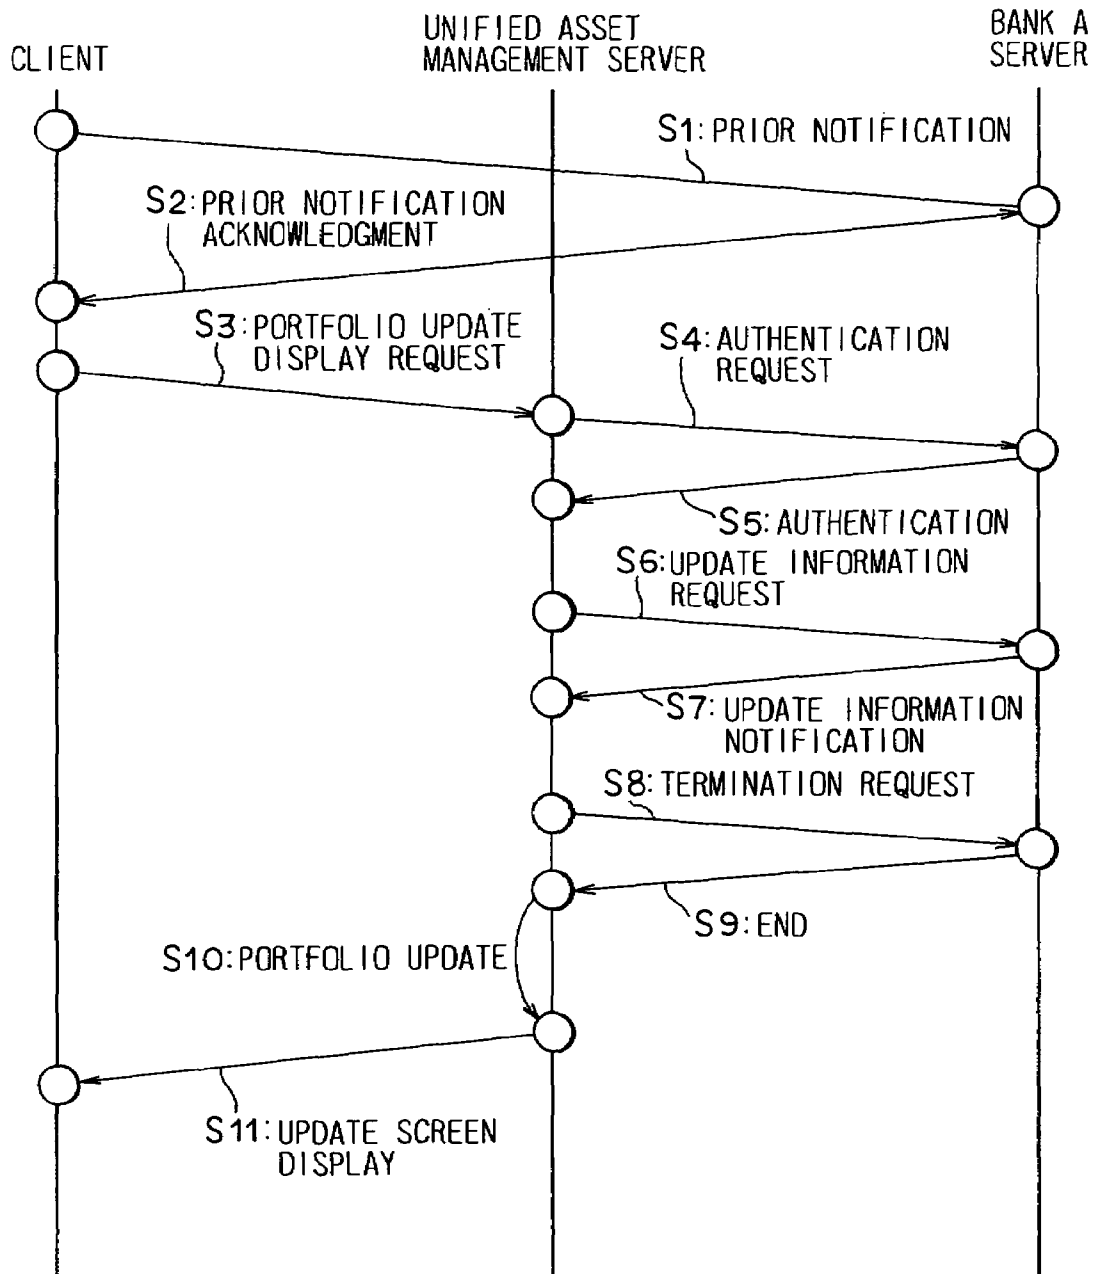 CLIENT
UNIFIED ASSET
MANAGEMENT SERVER
BANK A
SERVER
S1: PRIOR NOTIFICATION
S2: PRIOR NOTIFICATION
ACKNOWLEDGMENT
S3: PORTFOLIO UPDATE
DISPLAY REQUEST
S4: AUTHENTICATION
REQUEST
S5: AUTHENTICATION
S6: UPDATE INFORMATION
REQUEST
S7: UPDATE INFORMATION
NOTIFICATION
S8: TERMINATION REQUEST
S9: END
S10: PORTFOLIO UPDATE
S11: UPDATE SCREEN
DISPLAY